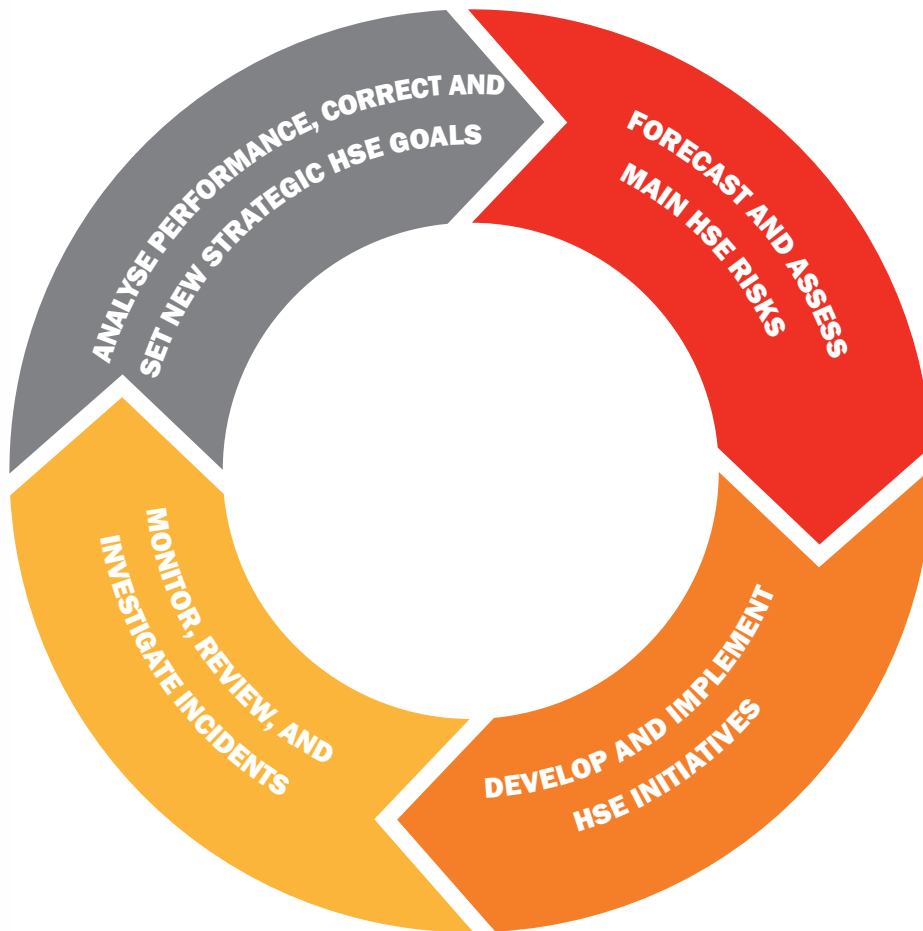 ANALYSE PERFORMANCE, CORRECT AND
SET NEW STRATEGIC HSE GOALS
FORECAST AND ASSESS
MAIN HSE RISKS
DEVELOP AND IMPLEMENT
HSE INITIATIVES
MONITOR, REVIEW, AND
INVESTIGATE INCIDENTS